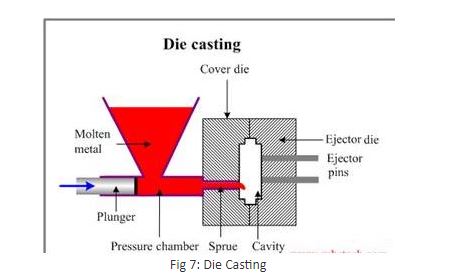 Die casting
Cover die
Molten
metal
Ejector die
Ejector
pins
Plunger
Pressure chamber Sprue Cavity
Fig 7: Die Casting